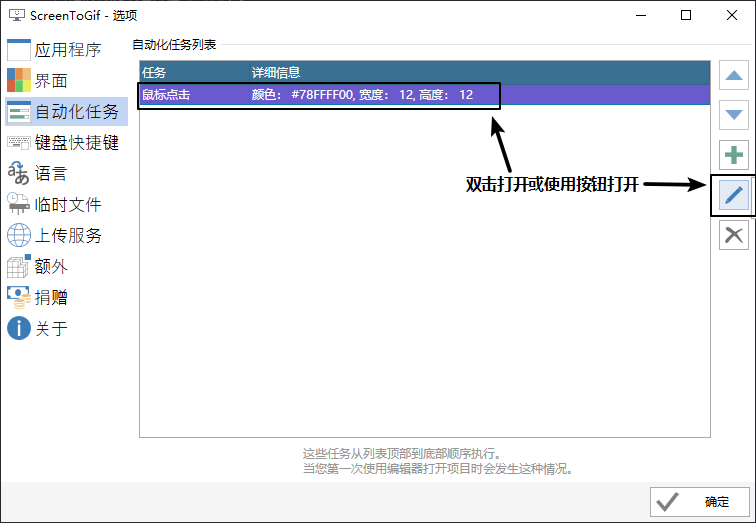 ScreenToGif - 选项
应用程序
界面
自动化任务
键盘快捷键
语言
临时文件
上传服务
额外
捐赠
关于
自动化任务列表
任务 详细信息
鼠标点击 颜色： #78FFFF00, 宽度： 12, 高度： 12
双击打开或使用按钮打开
这些任务从列表顶部到底部顺序执行。
当您第一次使用编辑器打开项目时会发生这种情况。
确定